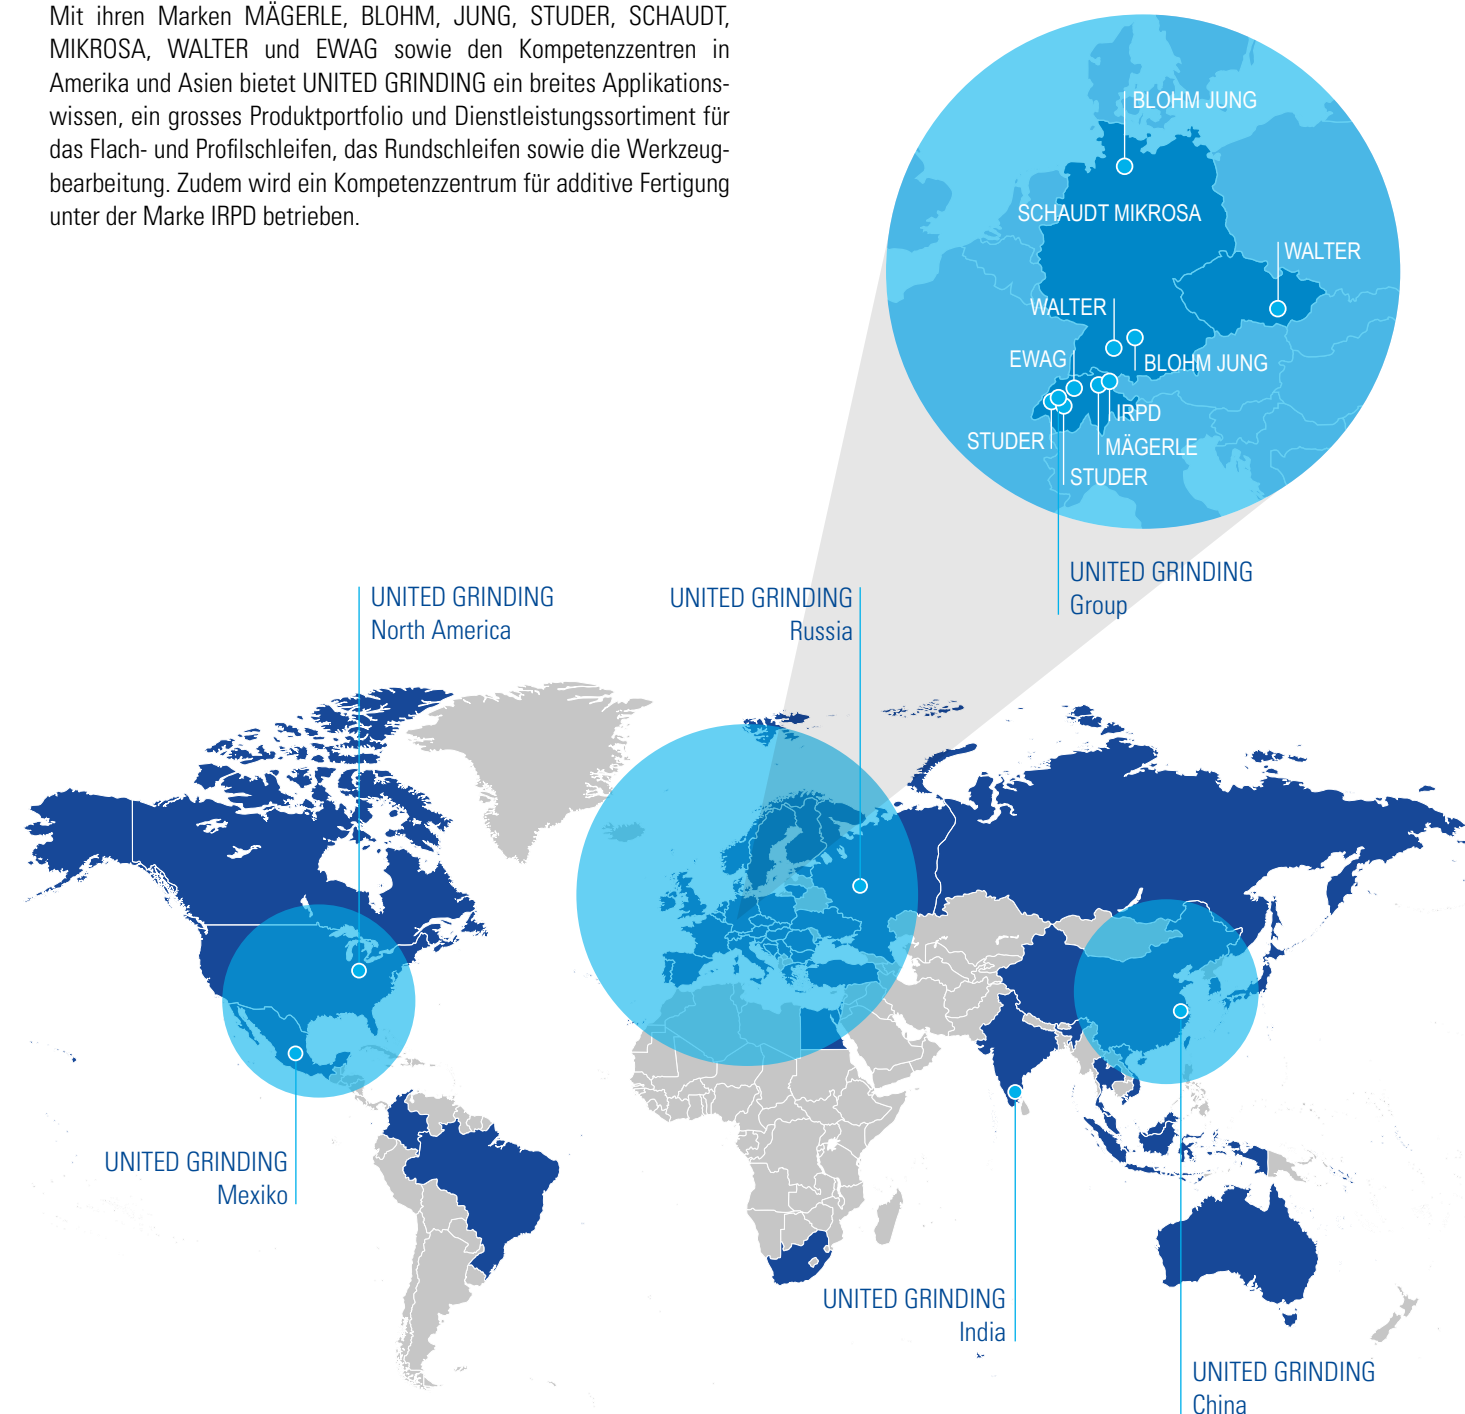 Mit ihren Marken MÄGERLE, BLOHM, JUNG, STUDER, SCHAUDT,
MIKROSA, WALTER und EWAG sowie den Kompetenzzentren in
Amerika und Asien bietet UNITED GRINDING ein breites Applikations-
wissen, ein grosses Produktportfolio und Dienstleistungssortiment für
das Flach- und Profilschleifen, das Rundschleifen sowie die Werkzeug-
bearbeitung. Zudem wird ein Kompetenzzentrum für additive Fertigung
unter der Marke IRPD betrieben.
BLOHM JUNG
SCHAUDT MIKROSA
WALTER
WALTER
EWAG
BLOHM JUNG
IRPD
STUDER
MÄGERLE
STUDER
UNITED GRINDING
Group
UNITED GRINDING
North America
UNITED GRINDING
Russia
UNITED GRINDING
Mexiko
UNITED GRINDING
India
UNITED GRINDING
China